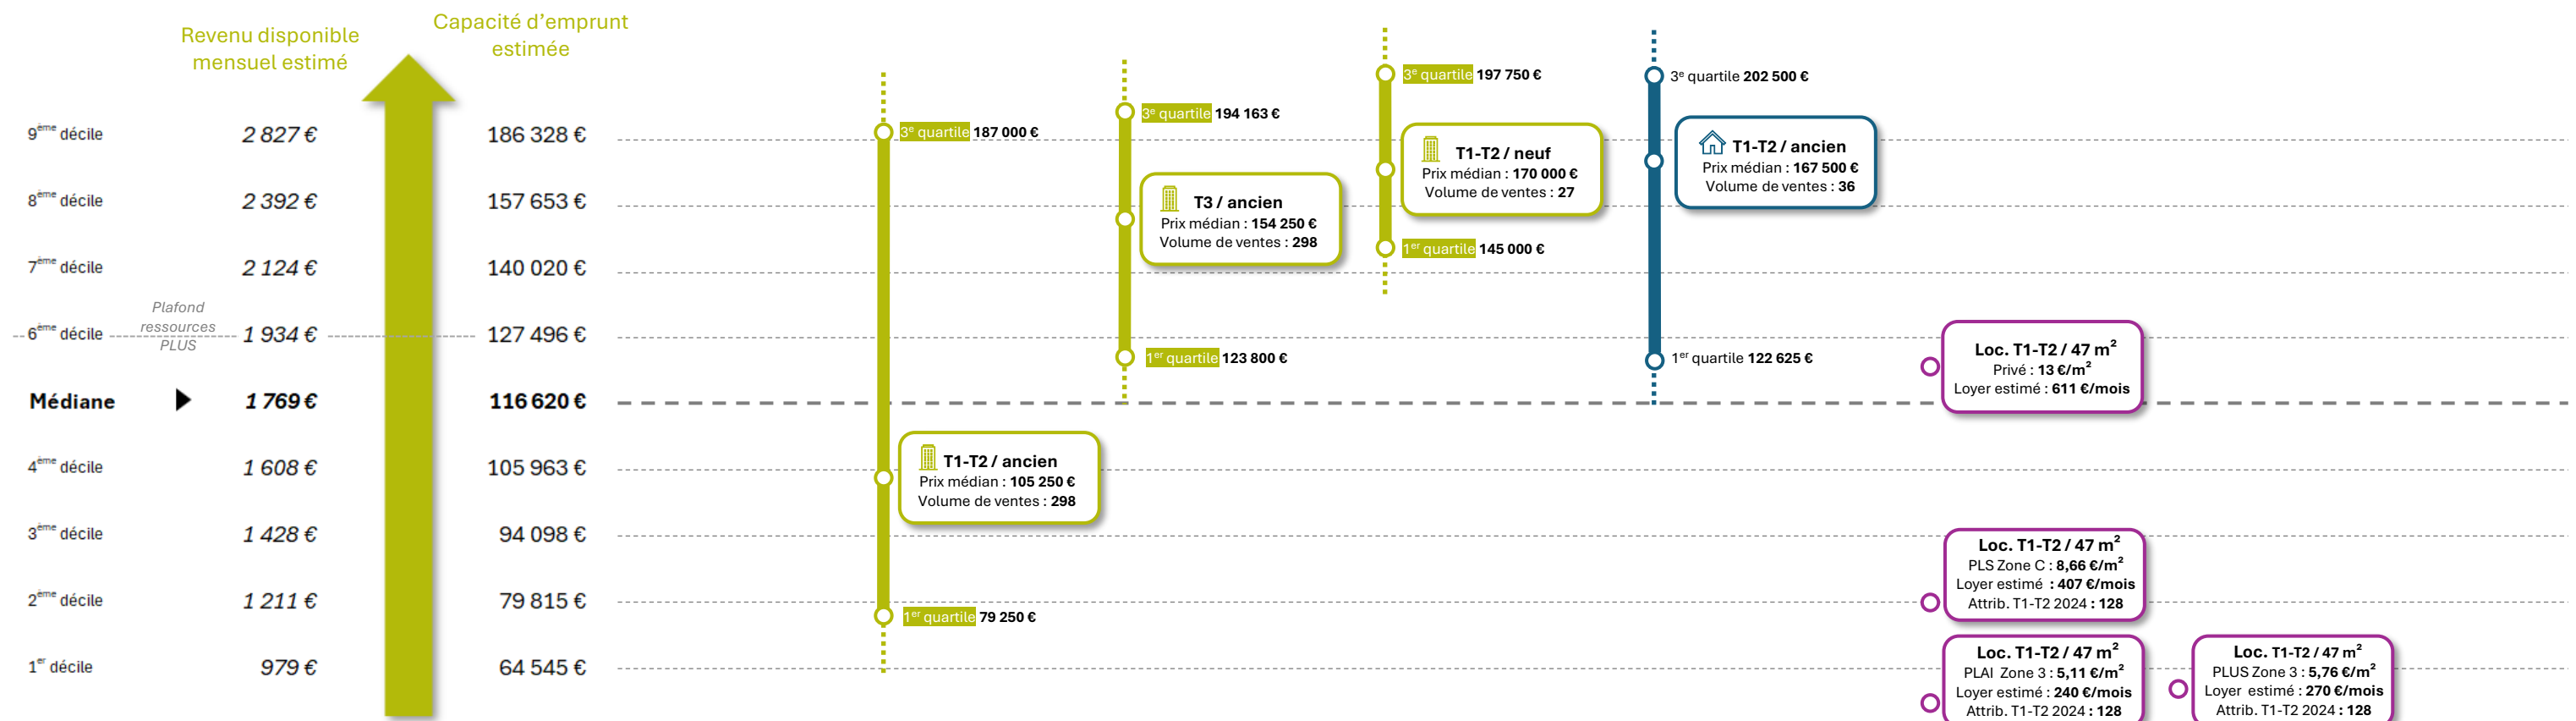 Revenu disponible
mensuel estimé
Capacité d’emprunt
estimée
9ème décile 2 827 € 186 328 €
8ème décile 2 392 € 157 653 €
7ème décile 2 124 € 140 020 €
Plafond
ressources
PLUS
6ème décile 1 934 € 127 496 €
Médiane 1 769 € 116 620 €
4ème décile 1 608 € 105 963 €
3ème décile 1 428 € 94 098 €
2ème décile 1 211 € 79 815 €
1er décile 979 € 64 545 €
3e quartile 187 000 €
T1-T2 / ancien
Prix médian : 105 250 €
Volume de ventes : 298
1er quartile 79 250 €
3e quartile 194 163 €
T3 / ancien
Prix médian : 154 250 €
Volume de ventes : 298
1er quartile 123 800 €
3e quartile 197 750 €
T1-T2 / neuf
Prix médian : 170 000 €
Volume de ventes : 27
1er quartile 145 000 €
3e quartile 202 500 €
T1-T2 / ancien
Prix médian : 167 500 €
Volume de ventes : 36
1er quartile 122 625 €
Loc. T1-T2 / 47 m²
Privé : 13 €/m²
Loyer estimé : 611 €/mois
Loc. T1-T2 / 47 m²
PLS Zone C : 8,66 €/m²
Loyer estimé : 407 €/mois
Attrib. T1-T2 2024 : 128
Loc. T1-T2 / 47 m²
PLAI Zone 3 : 5,11 €/m²
Loyer estimé : 240 €/mois
Attrib. T1-T2 2024 : 128
Loc. T1-T2 / 47 m²
PLUS Zone 3 : 5,76 €/m²
Loyer estimé : 270 €/mois
Attrib. T1-T2 2024 : 128